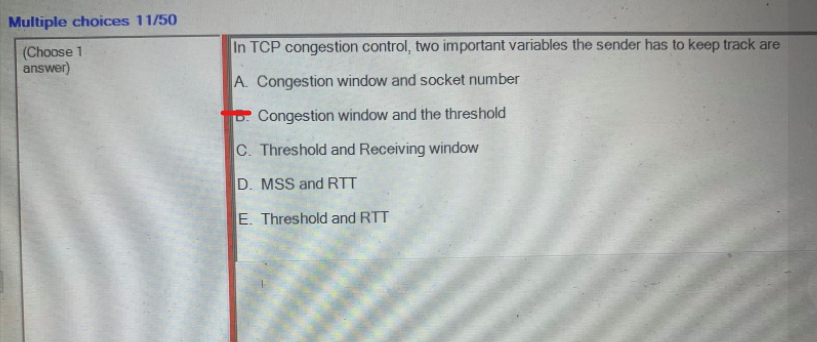 Multiple choices 11/50
(Choose 1
answer)
In TCP congestion control, two important variables the sender has to keep track are
A. Congestion window and socket number
B. Congestion window and the threshold
C. Threshold and Receiving window
D. MSS and RTT
E. Threshold and RTT